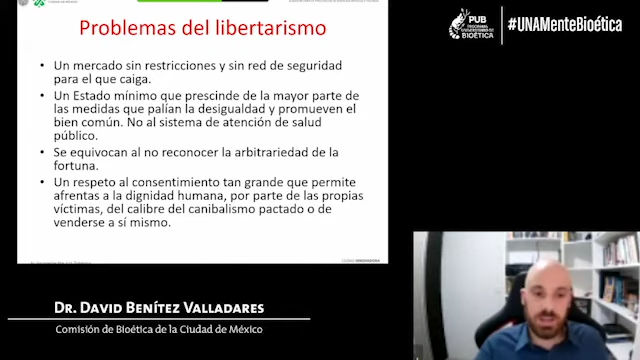 Problemas del libertarismo
• Un mercado sin restricciones y sin red de seguridad
para el que caiga.
• Un Estado mínimo que prescinde de la mayor parte de
las medidas que palían la desigualdad y promueven el
bien común. No al sistema de atención de salud
público.
• Se equivocan al no reconocer la arbitrariedad de la
fortuna.
• Un respeto al consentimiento tan grande que permite
afrentas a la dignidad humana, por parte de las propias
víctimas, del calibre del canibalismo pactado o de
venderse a sí mismo.
PUB
PROGRAMA
UNIVERSITARIO DE
BIOÉTICA
#UNAMenteBioética
DR. DAVID BENÍTEZ VALLADARES
Comisión de Bioética de la Ciudad de México